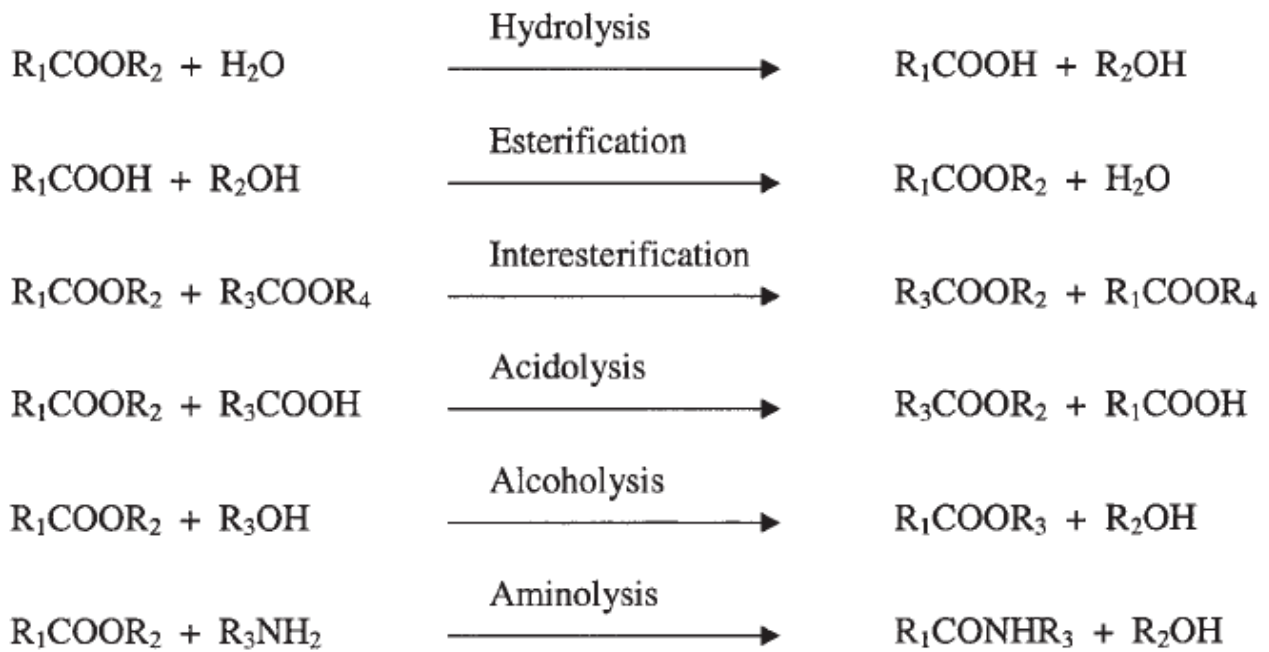 Hydrolysis
R₁COOR₂ + H₂O R₁COOH + R₂OH
Esterification
R₁COOH + R₂OH R₁COOR₂ + H₂O
Interesterification
R₁COOR₂ + R₃COOR₄ R₃COOR₂ + R₁COOR₄
Acidolysis
R₁COOR₂ + R₃COOH R₃COOR₂ + R₁COOH
Alcoholysis
R₁COOR₂ + R₃OH R₁COOR₃ + R₂OH
Aminolysis
R₁COOR₂ + R₃NH₂ R₁CONHR₃ + R₂OH